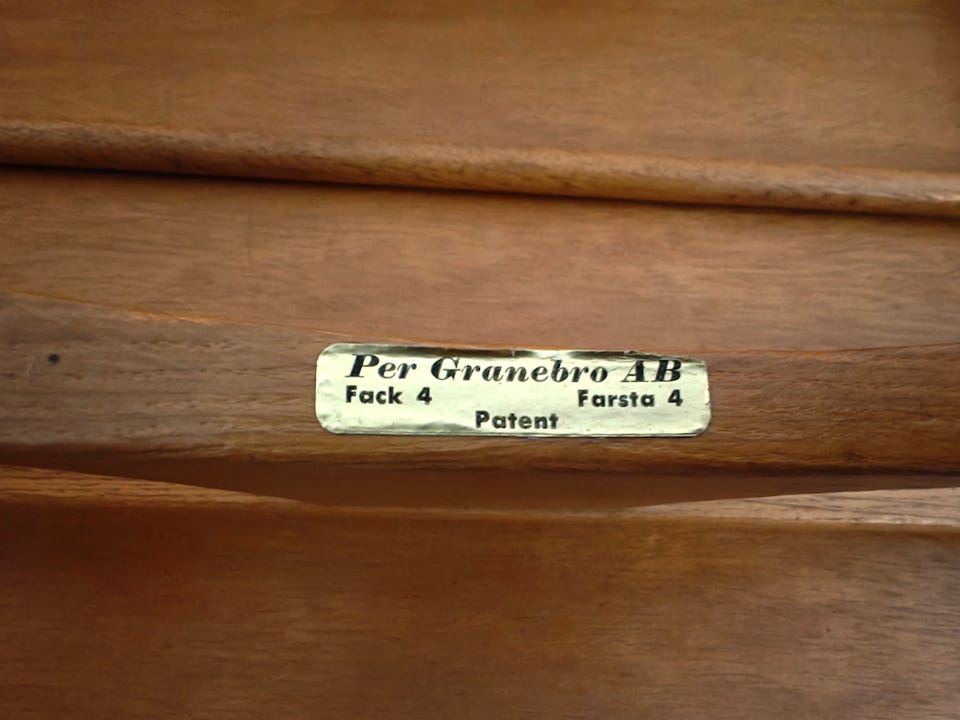 Per Granebro AB
Fack 4 Farsta 4
Patent